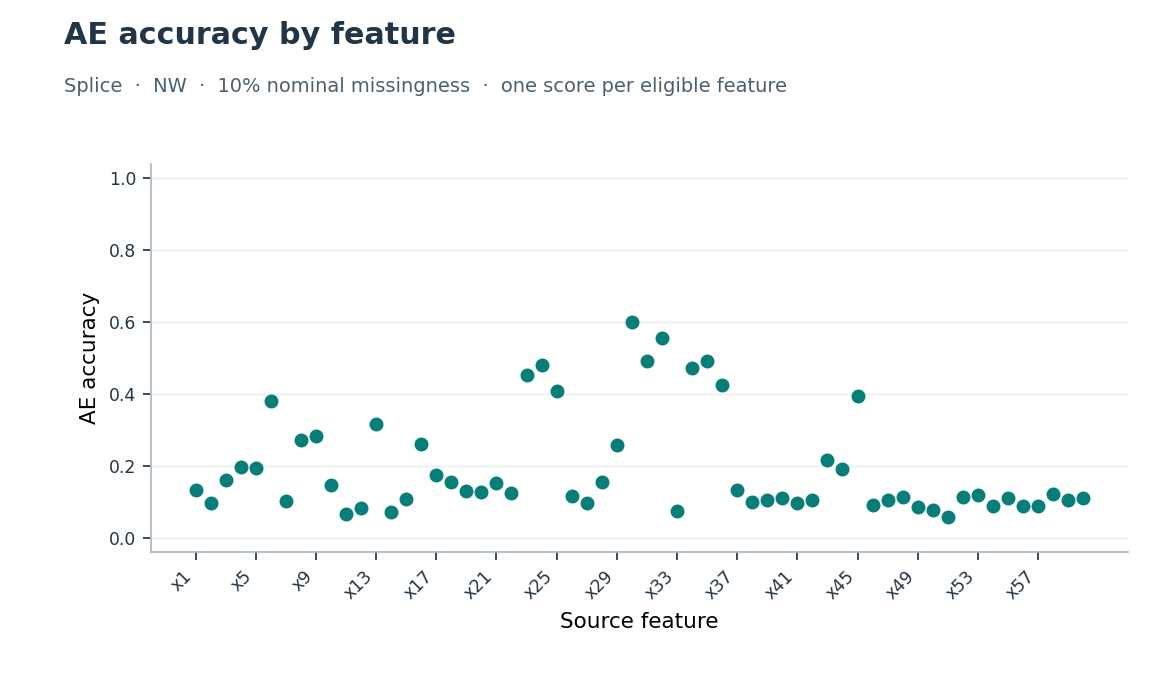 AE accuracy by feature
Splice · NW · 10% nominal missingness · one score per eligible feature
1.0
0.8
0.6
0.4
0.2
0.0
AE accuracy
x1 x5 x9 x13 x17 x21 x25 x29 x33 x37 x41 x45 x49 x53 x57
Source feature